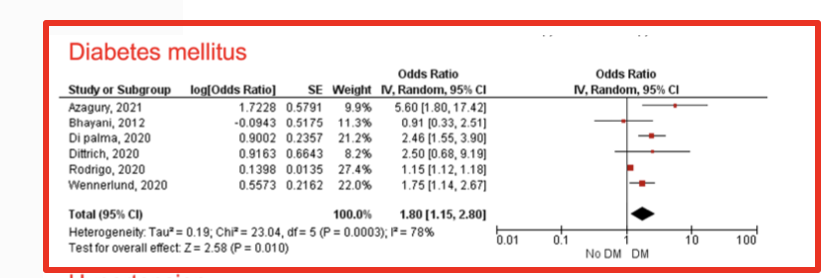 Diabetes mellitus
Odds Ratio Odds Ratio
Study or Subgroup log[Odds Ratio] SE Weight IV, Random, 95% CI IV, Random, 95% CI
Azagury, 2021 1.7228 0.5791 9.9% 5.60 [1.80, 17.42]
Bhayani, 2012 -0.0943 0.5175 11.3% 0.91 [0.33, 2.51]
Di palma, 2020 0.9002 0.2357 21.2% 2.46 [1.55, 3.90]
Dittrich, 2020 0.9163 0.6643 8.2% 2.50 [0.68, 9.19]
Rodrigo, 2020 0.1398 0.0135 27.4% 1.15 [1.12, 1.18]
Wennerlund, 2020 0.5573 0.2162 22.0% 1.75 [1.14, 2.67]
Total (95% CI) 100.0% 1.80 [1.15, 2.80]
Heterogeneity: Tau² = 0.19; Chi² = 23.04, df = 5 (P = 0.0003); I² = 78%
Test for overall effect: Z = 2.58 (P = 0.010)
0.01 0.1 1 10 100
No DM DM